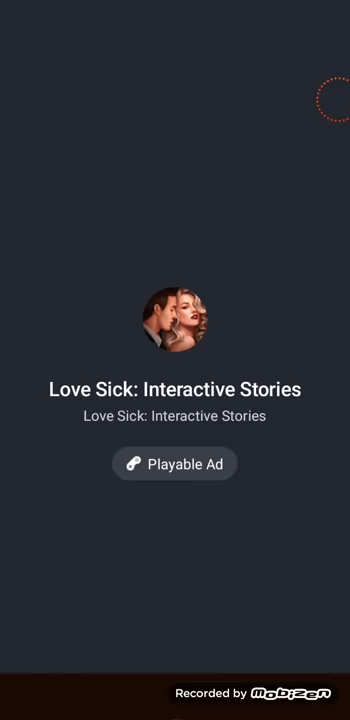 Love Sick: Interactive Stories
Love Sick: Interactive Stories
Playable Ad
Recorded by mobizen